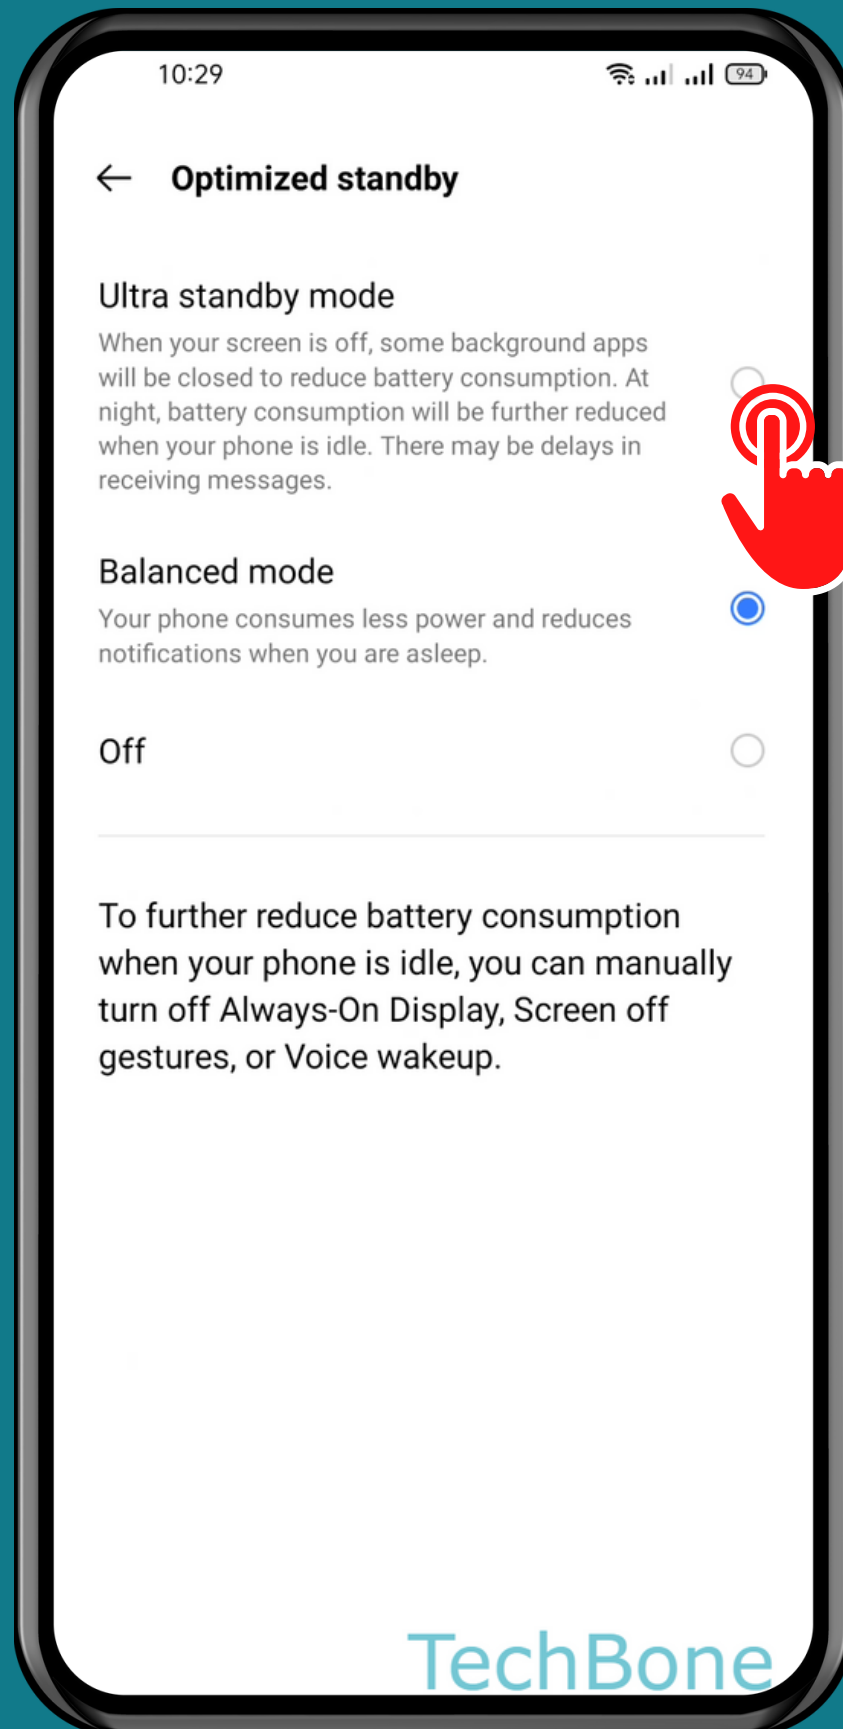 10:29
94
Optimized standby
Ultra standby mode
When your screen is off, some background apps
will be closed to reduce battery consumption. At
night, battery consumption will be further reduced
when your phone is idle. There may be delays in
receiving messages.
Balanced mode
Your phone consumes less power and reduces
notifications when you are asleep.
Off
To further reduce battery consumption
when your phone is idle, you can manually
turn off Always-On Display, Screen off
gestures, or Voice wakeup.
TechBone